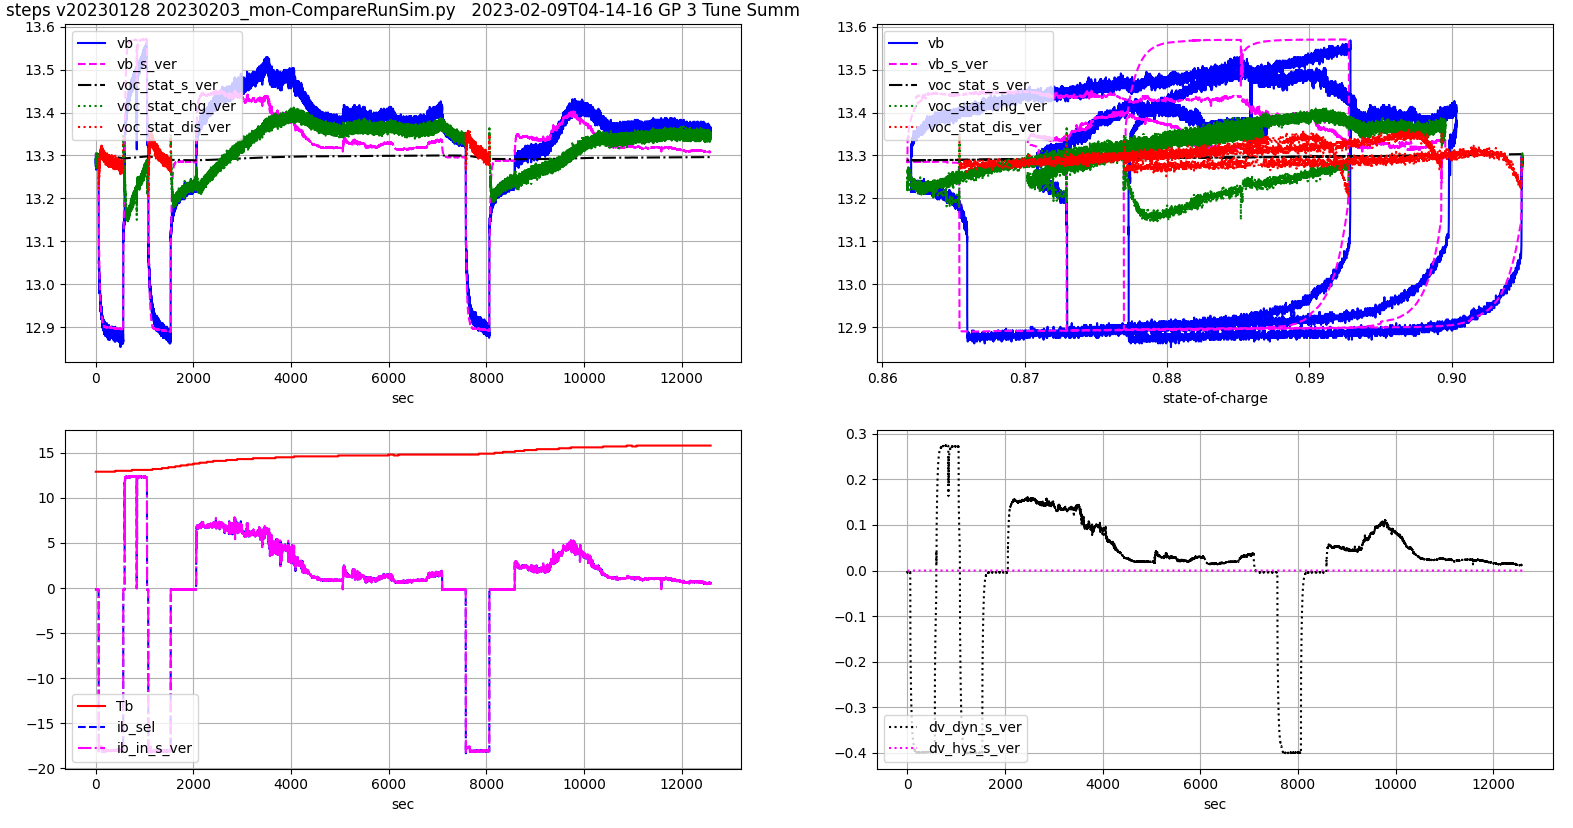 steps v20230128 20230203_mon-CompareRunSim.py   2023-02-09T04-14-16 GP 3 Tune Summ
13.6
13.5
13.4
13.3
13.2
13.1
13.0
12.9
vb
vb_s_ver
voc_stat_s_ver
voc_stat_chg_ver
voc_stat_dis_ver
0 2000 4000 6000 8000 10000 12000
sec
13.6
13.5
13.4
13.3
13.2
13.1
13.0
12.9
vb
vb_s_ver
voc_stat_s_ver
voc_stat_chg_ver
voc_stat_dis_ver
0.86 0.87 0.88 0.89 0.90
state-of-charge
15
10
5
0
−5
−10
−15
−20
Tb
ib_sel
ib_in_s_ver
0 2000 4000 6000 8000 10000 12000
sec
0.3
0.2
0.1
0.0
−0.1
−0.2
−0.3
−0.4
dv_dyn_s_ver
dv_hys_s_ver
0 2000 4000 6000 8000 10000 12000
sec